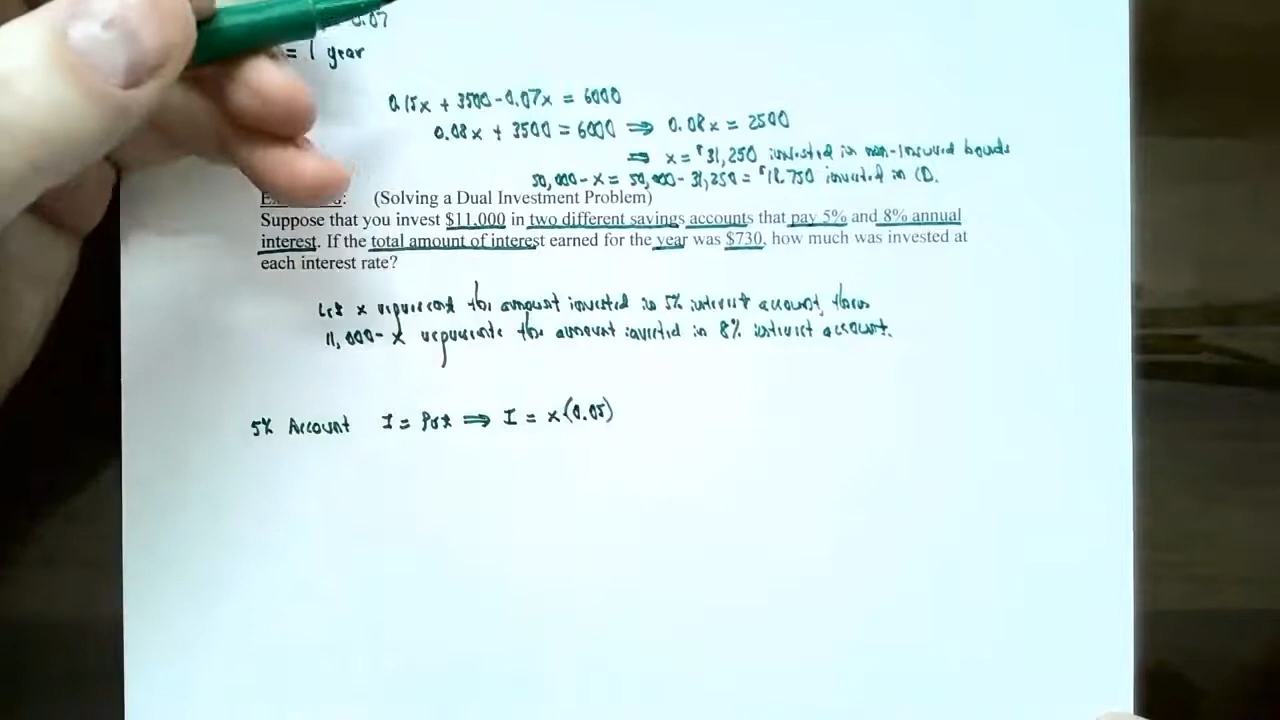 0.07
= 1 year
0.15x + 3500 - 0.07x = 6000
0.08x + 3500 = 6000 ⇒ 0.08x = 2500
⇒ x = $31,250 invested in non-insured bonds
50,000 - x = 50,000 - 31,250 = $18,750 invested in CD.
(Solving a Dual Investment Problem)
Suppose that you invest $11,000 in two different savings accounts that pay 5% and 8% annual
interest. If the total amount of interest earned for the year was $730, how much was invested at
each interest rate?
Let x represent the amount invested in 5% interest account, then
11,000 - x represents the amount invested in 8% interest account.
5% Account I = Prt ⇒ I = x(0.05)